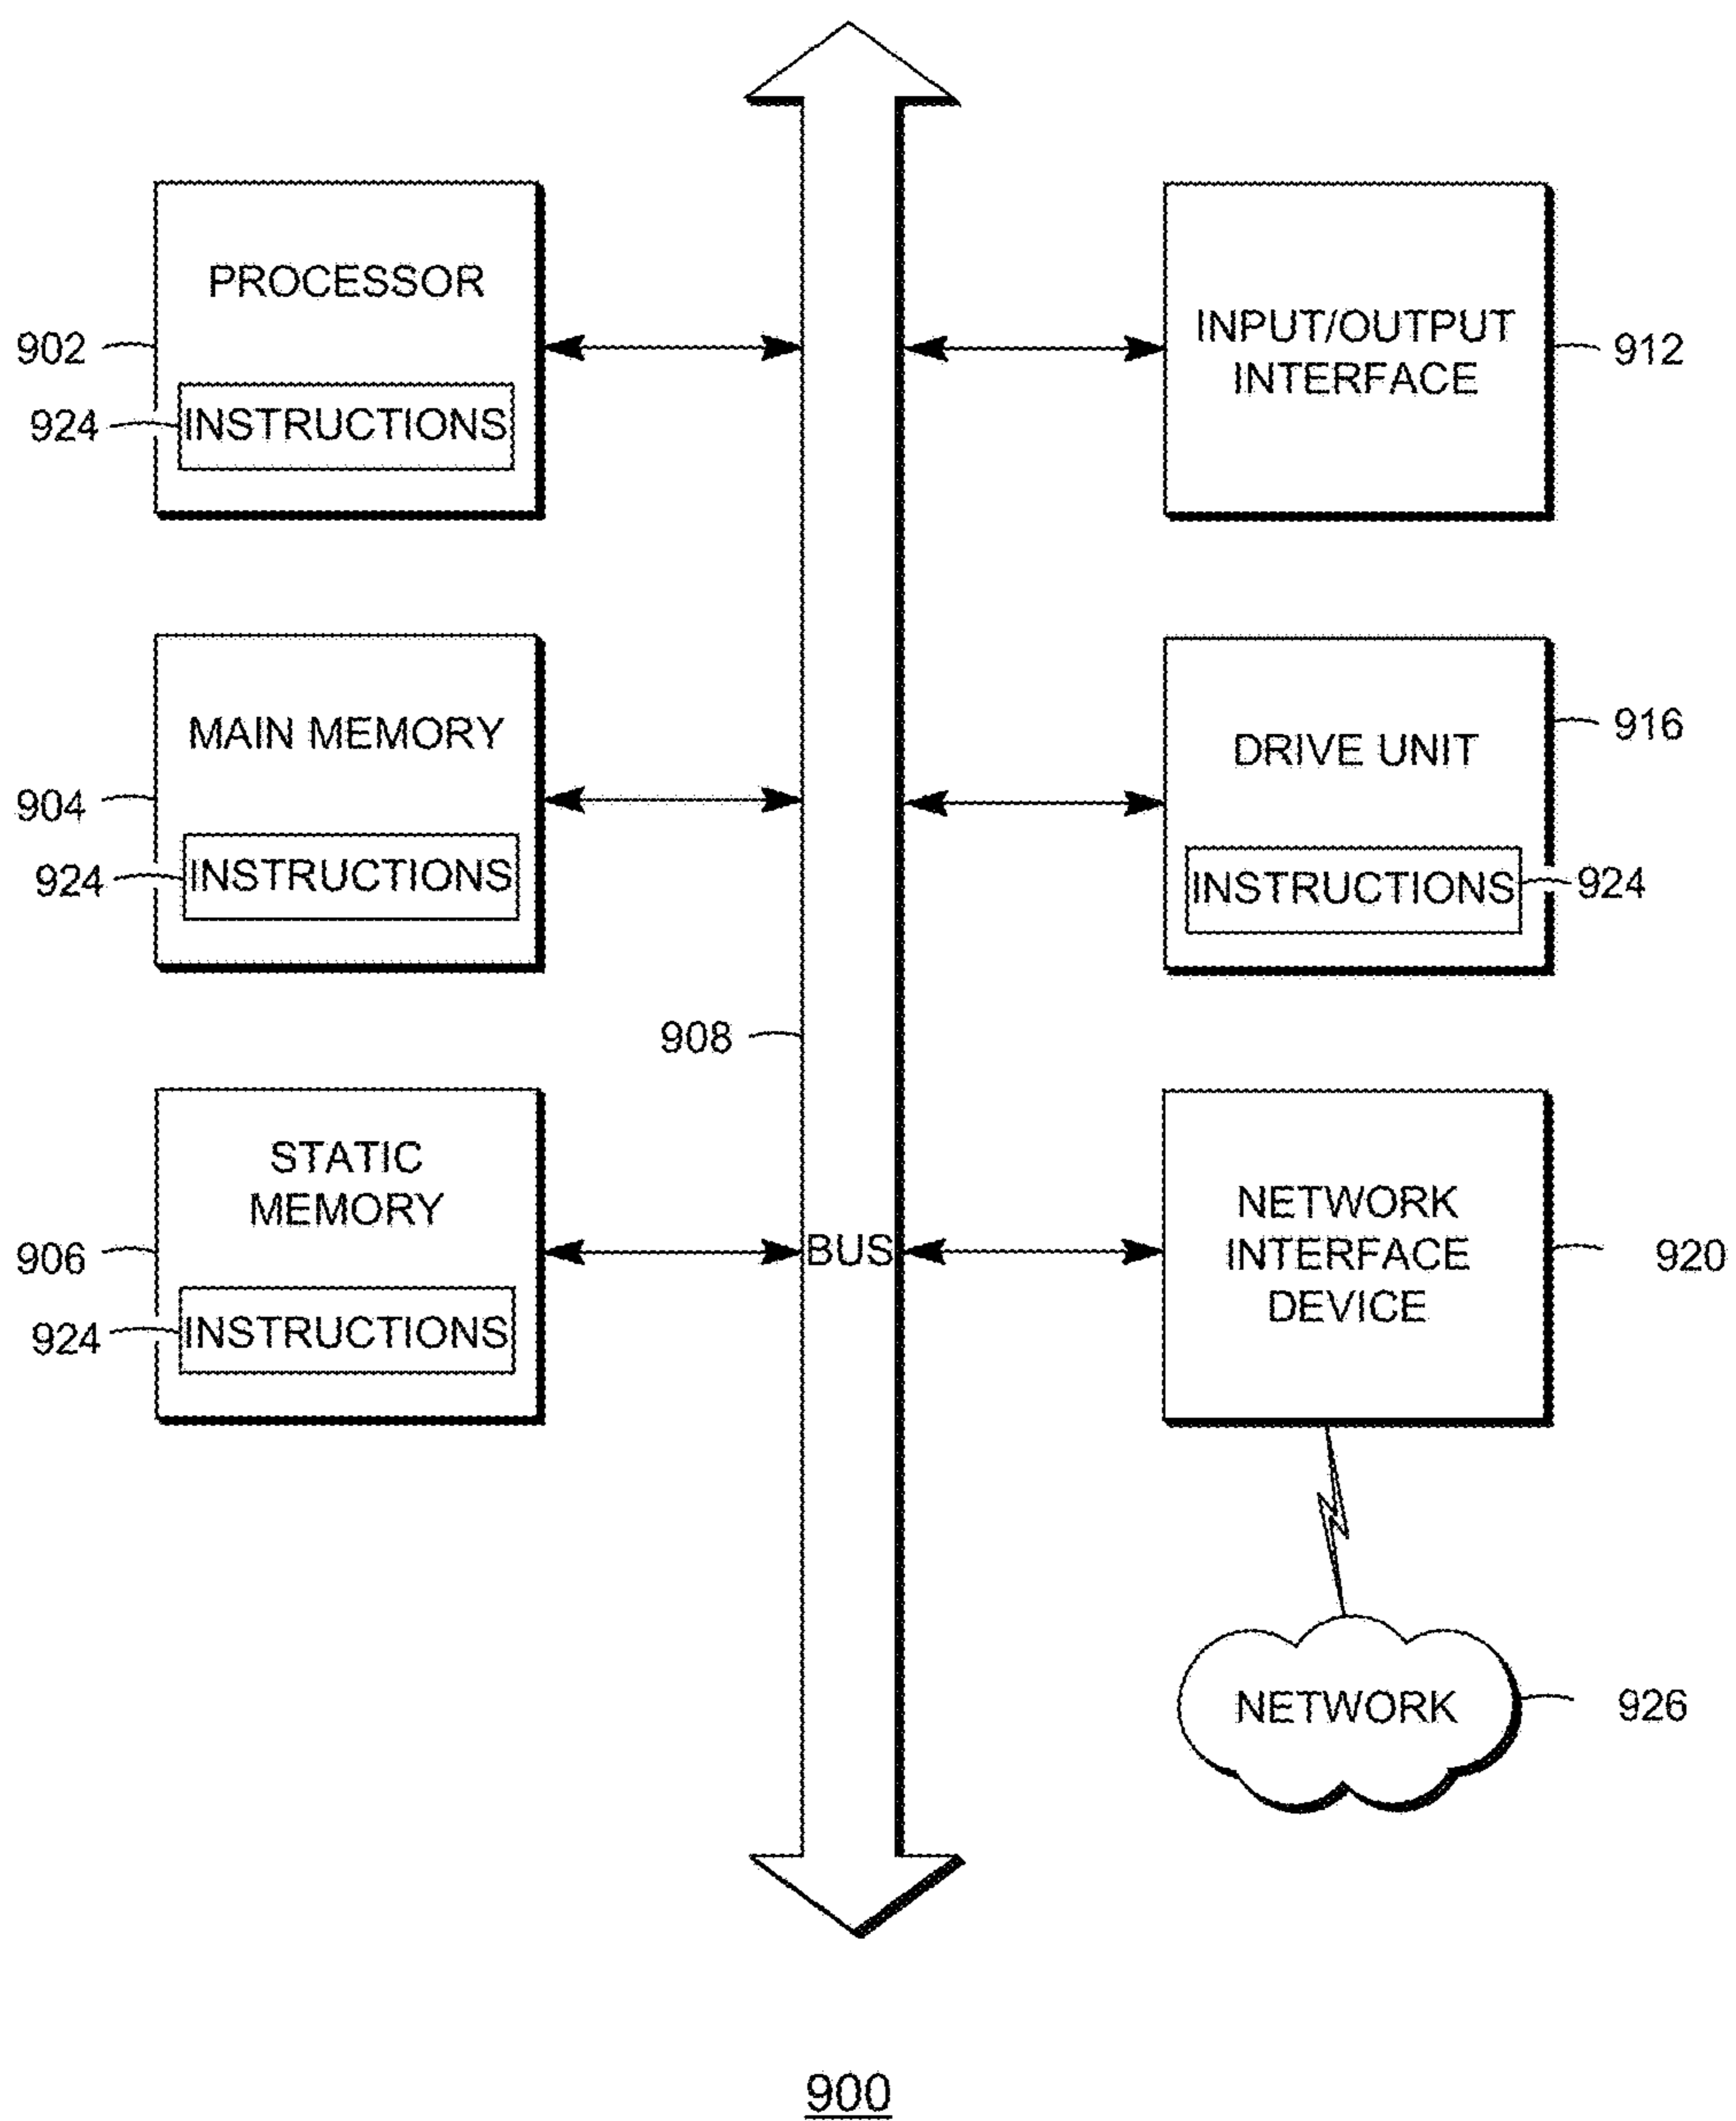 PROCESSOR
902
924 INSTRUCTIONS
INPUT/OUTPUT
INTERFACE
912
MAIN MEMORY
904
924 INSTRUCTIONS
DRIVE UNIT
916
INSTRUCTIONS 924
908
STATIC
MEMORY
906
924 INSTRUCTIONS
BUS
NETWORK
INTERFACE
DEVICE
920
NETWORK
926
900